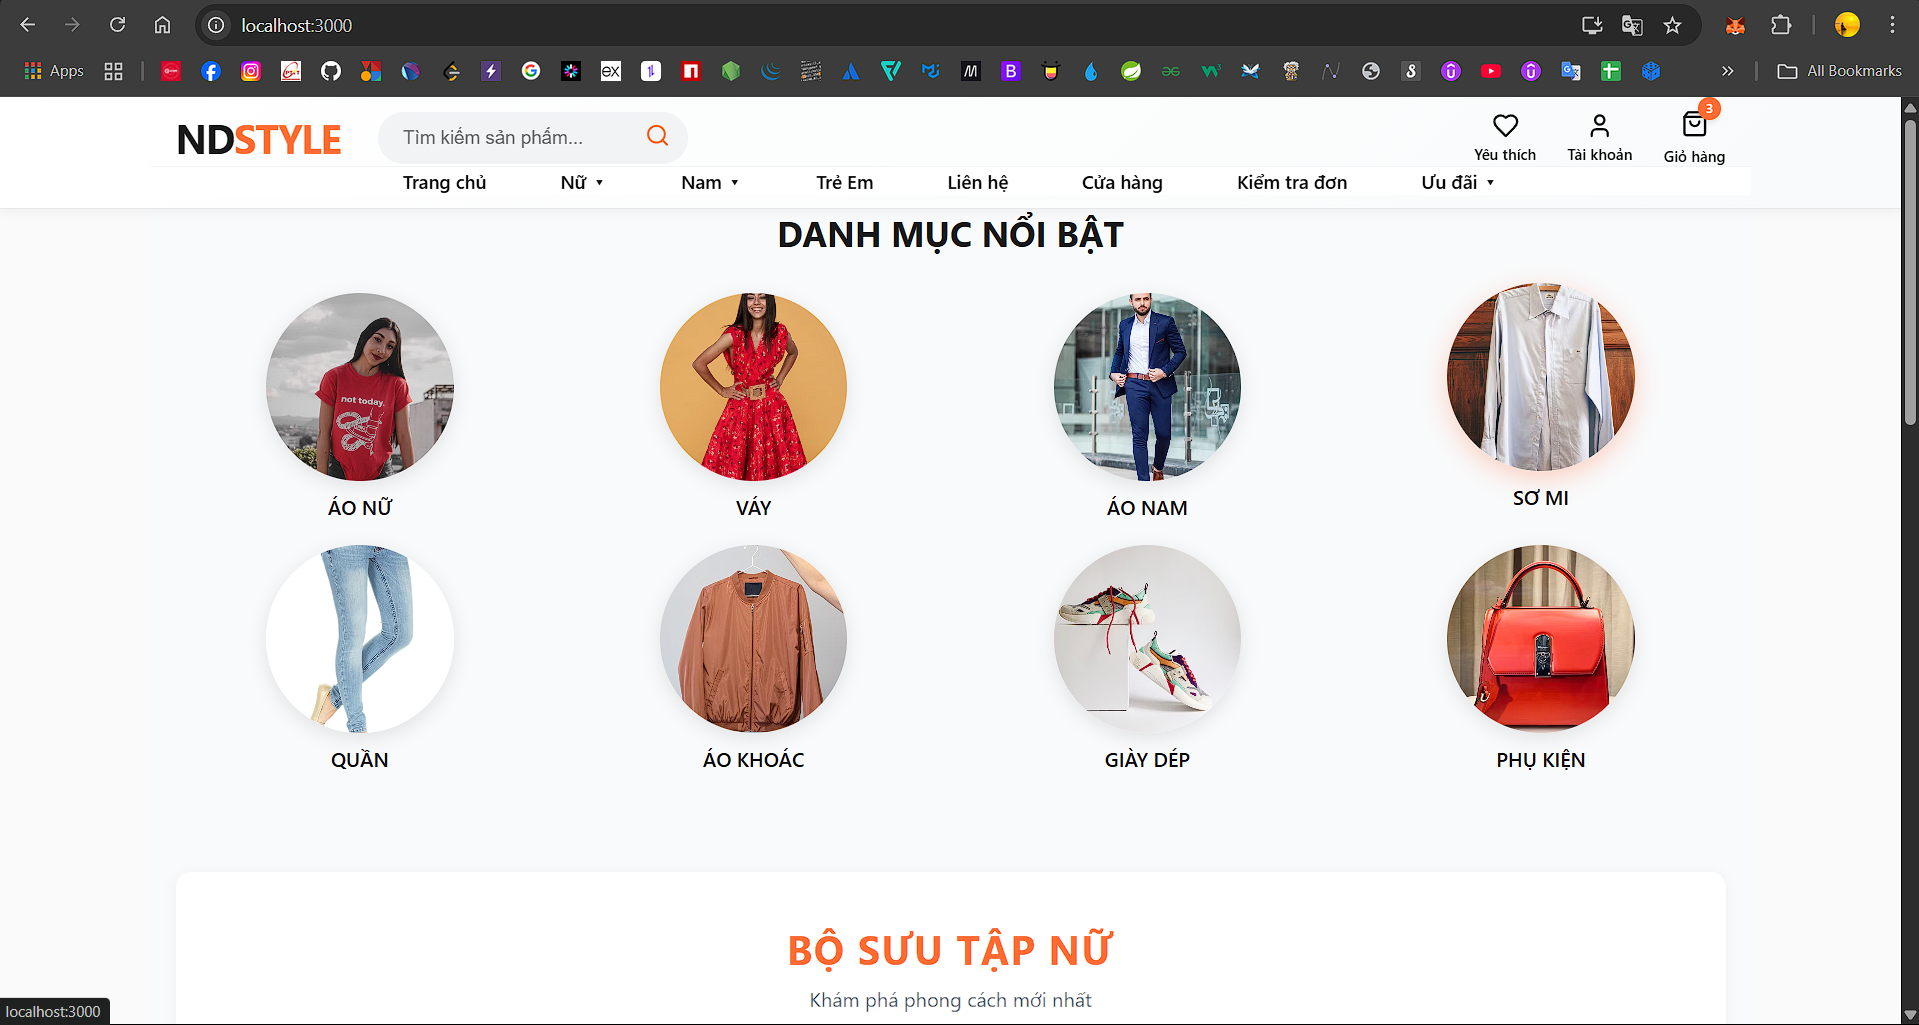 localhost:3000
Apps
All Bookmarks
NDSTYLE
Tìm kiếm sản phẩm...
3
Yêu thích
Tài khoản
Giỏ hàng
Trang chủ
Nữ ▼
Nam ▼
Trẻ Em
Liên hệ
Cửa hàng
Kiểm tra đơn
Ưu đãi ▼
DANH MỤC NỔI BẬT
not today.
ÁO NỮ
VÁY
ÁO NAM
SƠ MI
QUẦN
ÁO KHOÁC
GIÀY DÉP
PHỤ KIỆN
BỘ SƯU TẬP NỮ
Khám phá phong cách mới nhất
localhost:3000